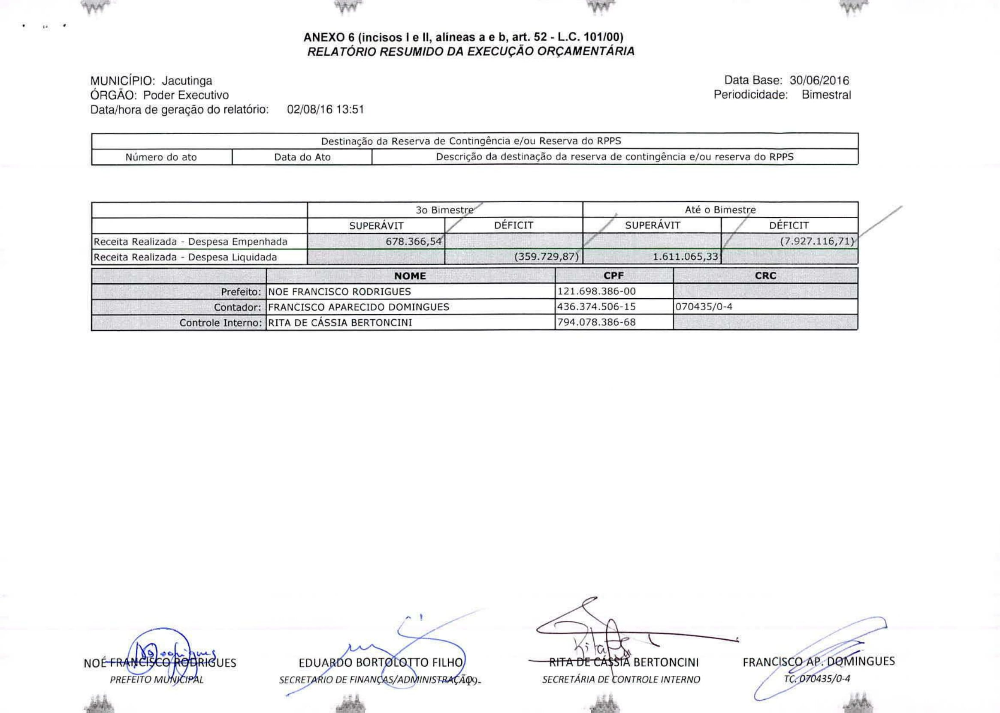 ANEXO 6 (incisos I e II, alíneas a e b, art. 52 - L.C. 101/00)
RELATÓRIO RESUMIDO DA EXECUÇÃO ORÇAMENTÁRIA
MUNICÍPIO: Jacutinga
Data Base: 30/06/2016
ÓRGÃO: Poder Executivo
Periodicidade: Bimestral
Data/hora de geração do relatório: 02/08/16 13:51
Destinação da Reserva de Contingência e/ou Reserva do RPPS
Número do ato Data do Ato Descrição da destinação da reserva de contingência e/ou reserva do RPPS
3o Bimestre Até o Bimestre
SUPERÁVIT DÉFICIT SUPERÁVIT DÉFICIT
Receita Realizada - Despesa Empenhada 678.366,54 (7.927.116,71)
Receita Realizada - Despesa Liquidada (359.729,87) 1.611.065,33
NOME CPF CRC
Prefeito: NOE FRANCISCO RODRIGUES 121.698.386-00
Contador: FRANCISCO APARECIDO DOMINGUES 436.374.506-15 070435/0-4
Controle Interno: RITA DE CÁSSIA BERTONCINI 794.078.386-68
NOÉ FRANCISCO RODRIGUES EDUARDO BORTOLOTTO FILHO RITA DE CÁSSIA BERTONCINI FRANCISCO AP. DOMINGUES
PREFEITO MUNICIPAL SECRETARIO DE FINANÇAS/ADMINISTRAÇÃO SECRETÁRIA DE CONTROLE INTERNO TC. 070435/0-4